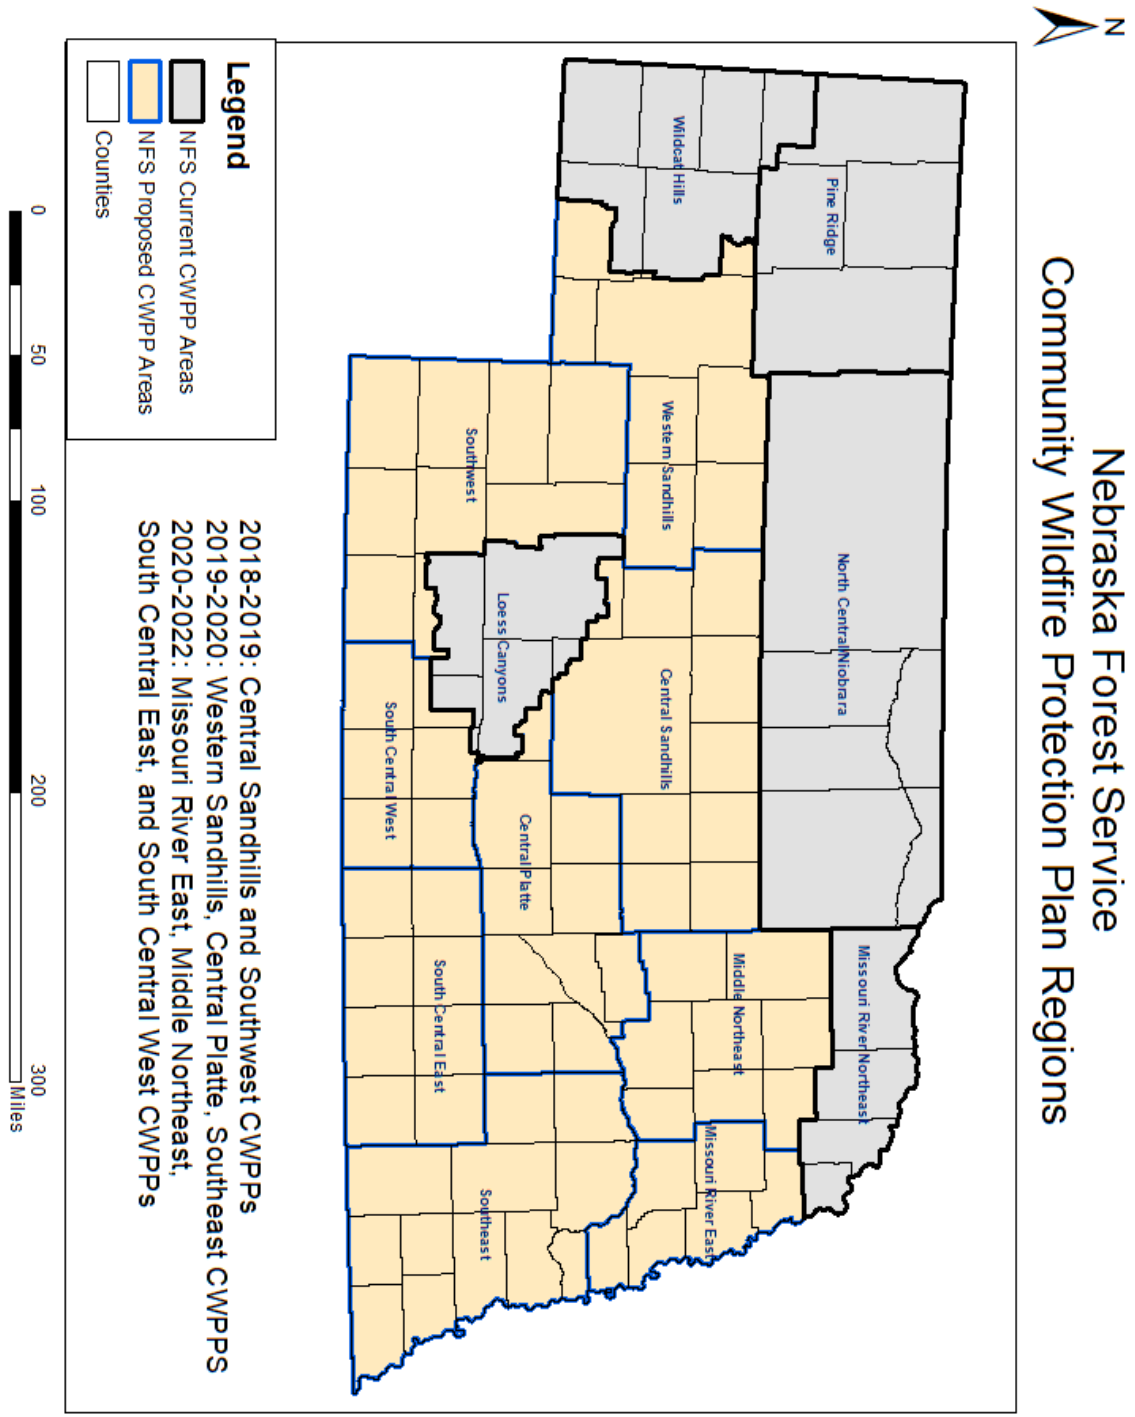 Nebraska Forest Service
Community Wildfire Protection Plan Regions
N
Pine Ridge
Wildcat Hills
North Central Niobrara
Missouri River Northeast
Western Sandhills
Central Sandhills
Middle Northeast
Missouri River East
Southwest
Loess Canyons
Central Platte
Southeast
South Central West
South Central East
Legend
NFS Current CWPP Areas
NFS Proposed CWPP Areas
Counties
2018-2019: Central Sandhills and Southwest CWPPs
2019-2020: Western Sandhills, Central Platte, Southeast CWPPS
2020-2022: Missouri River East, Middle Northeast,
South Central East, and South Central West CWPPs
0 50 100 200 300
Miles